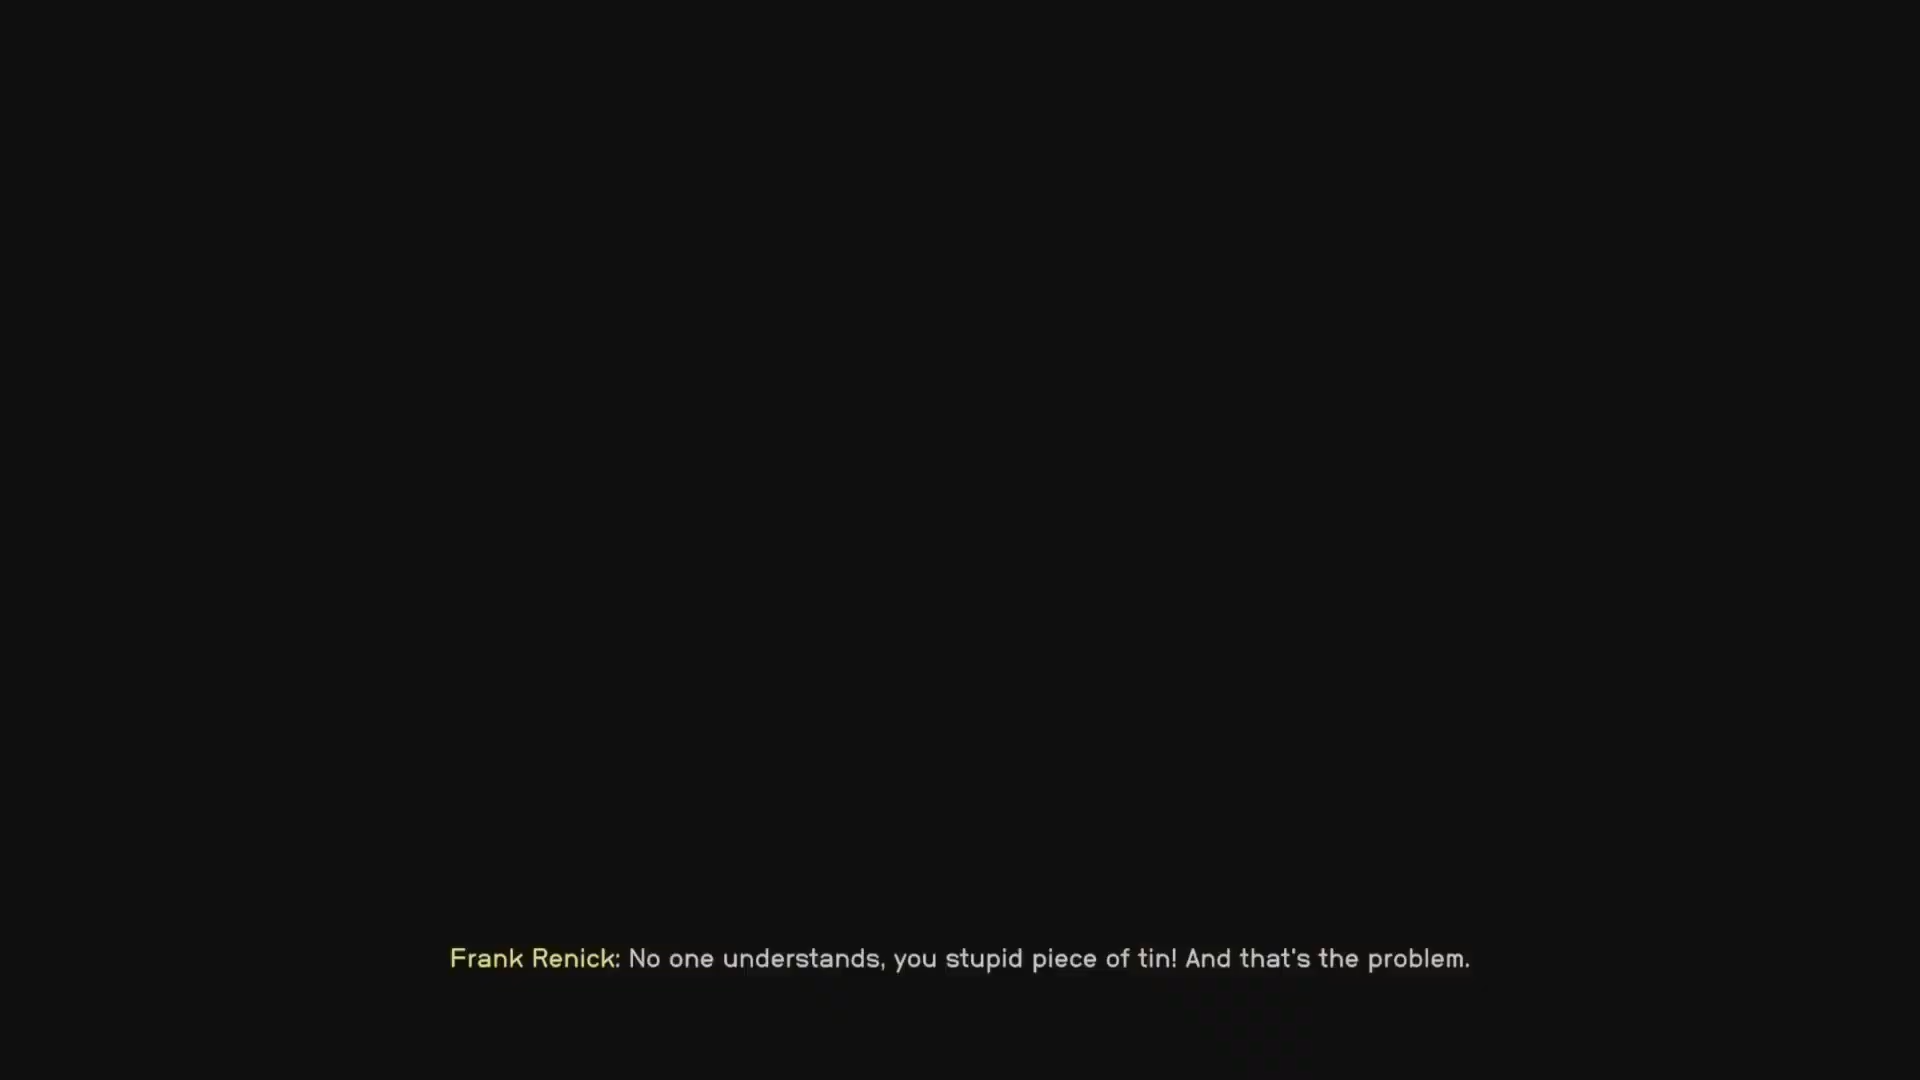 Frank Renick: No one understands, you stupid piece of tin! And that's the problem.